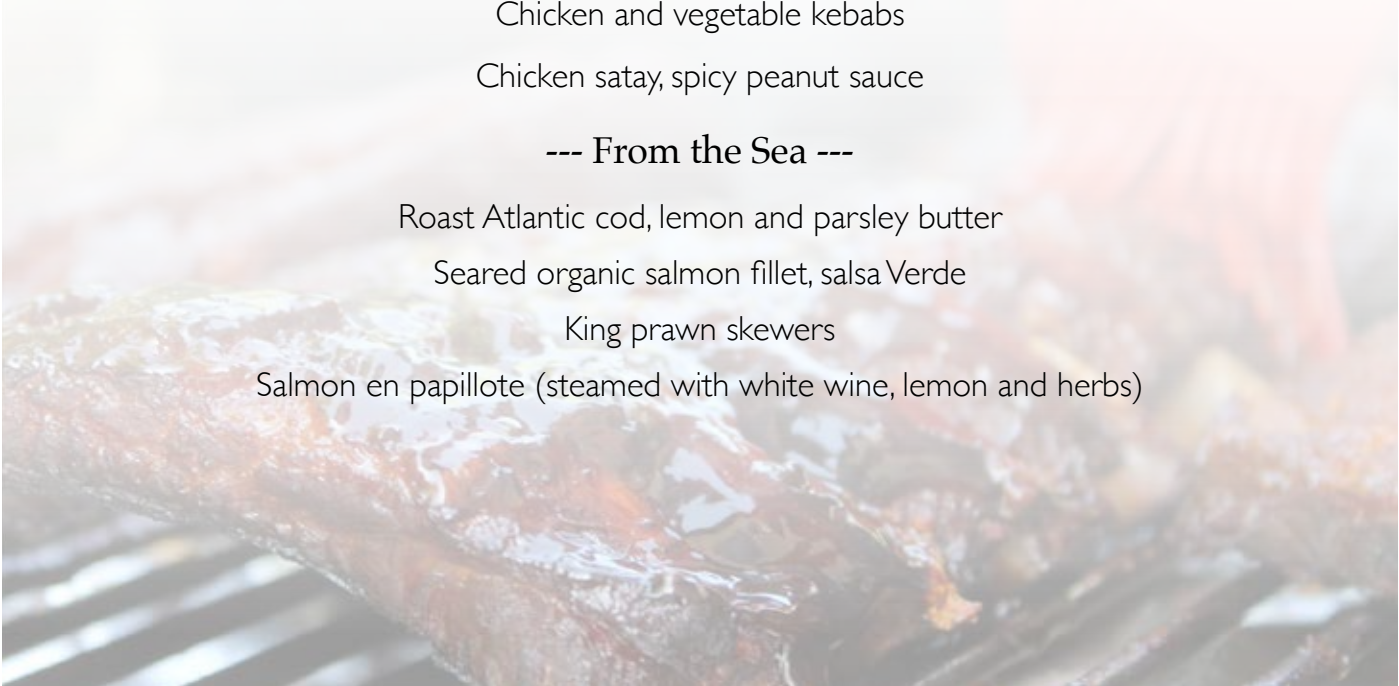 Chicken and vegetable kebabs
Chicken satay, spicy peanut sauce
--- From the Sea ---
Roast Atlantic cod, lemon and parsley butter
Seared organic salmon fillet, salsa Verde
King prawn skewers
Salmon en papillote (steamed with white wine, lemon and herbs)